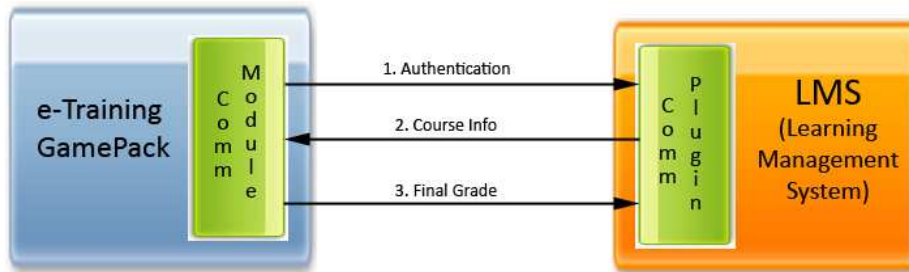 e-Training
GamePack
Comm
Module
1. Authentication
2. Course Info
3. Final Grade
Comm
Plugin
LMS
(Learning
Management
System)